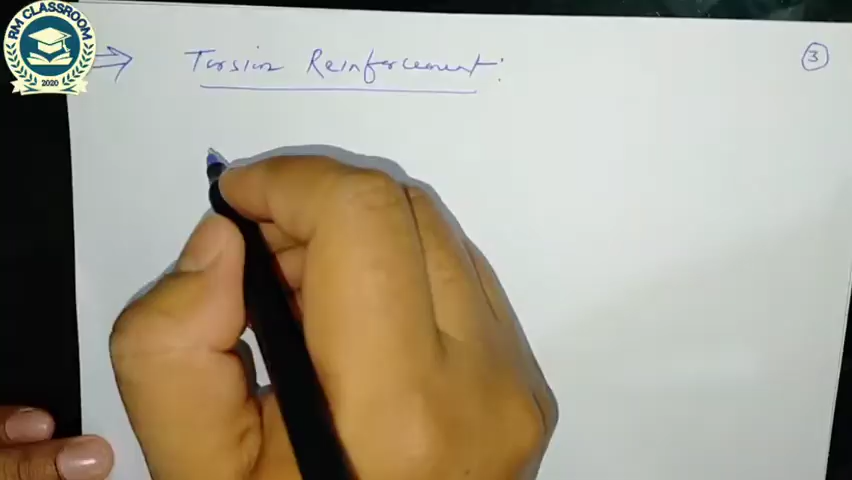 RM CLASSROOM
2020
⇒ Torsion Reinforcement:
3